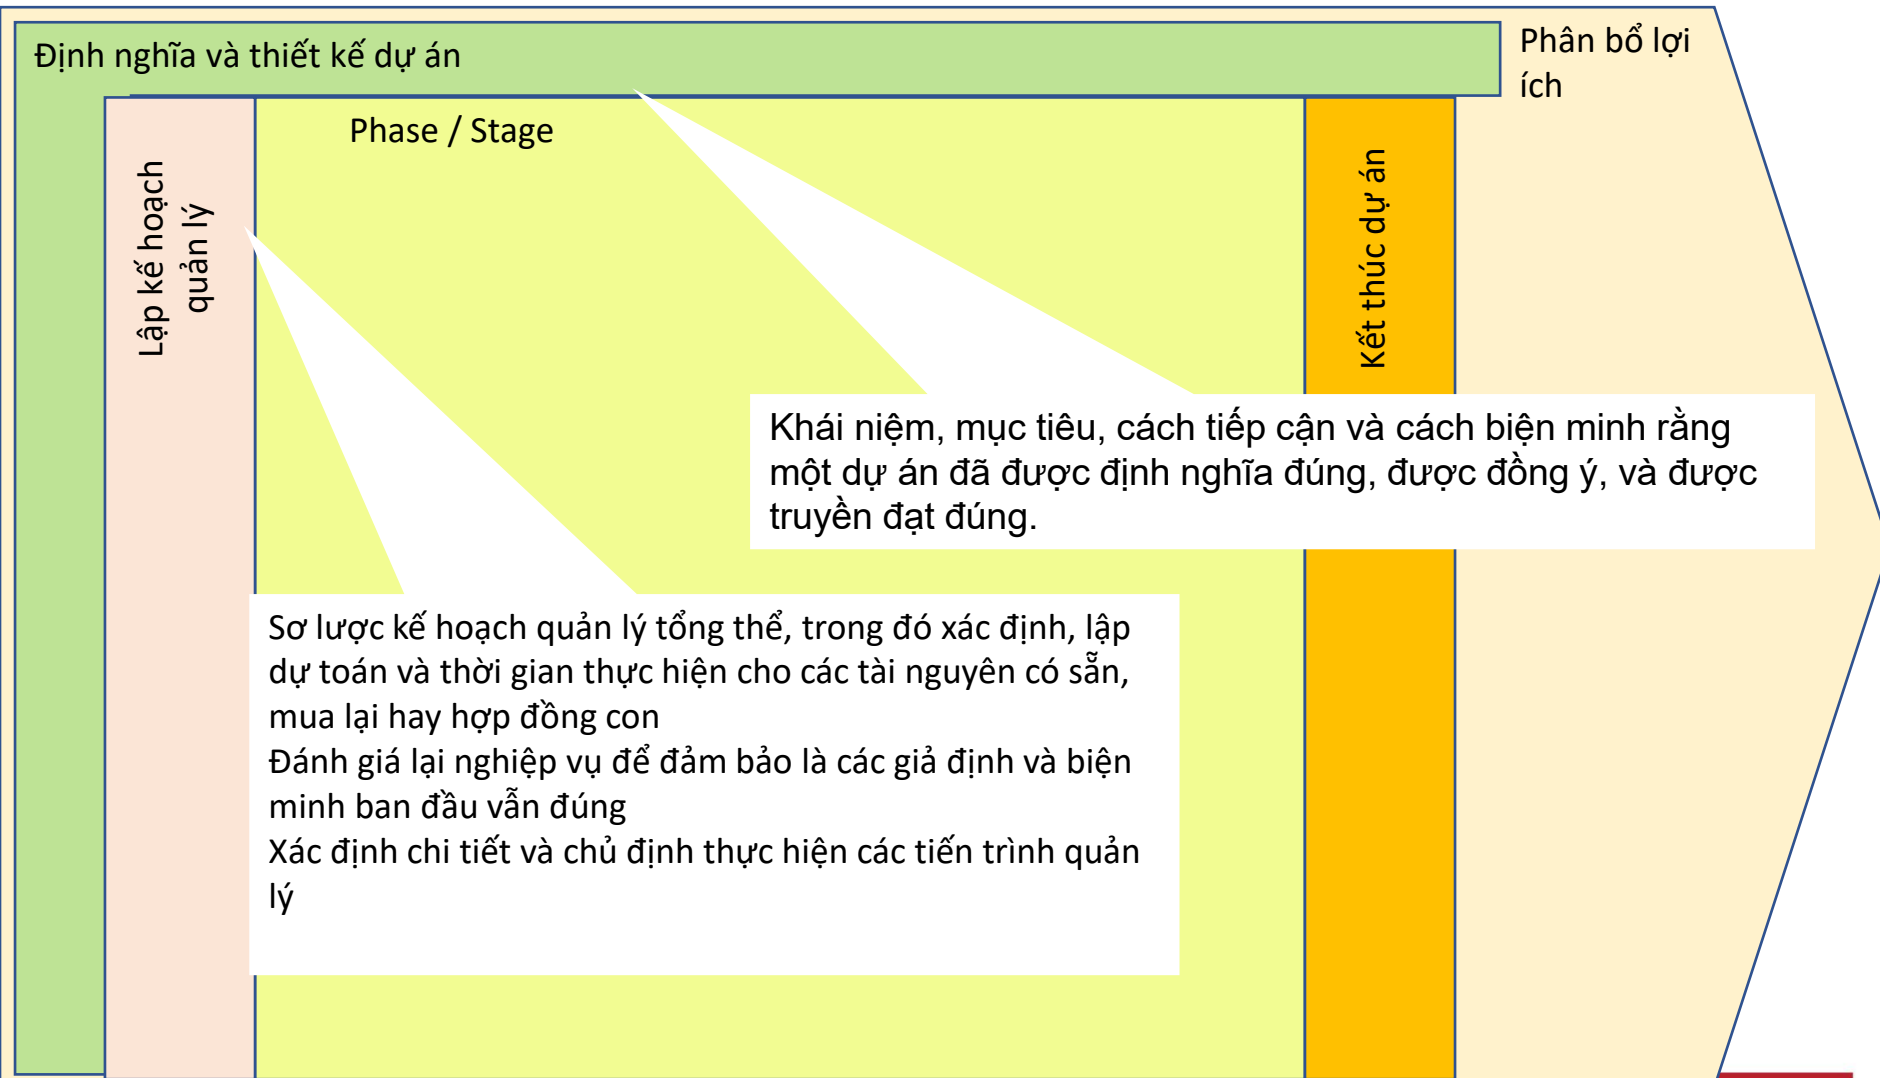 Định nghĩa và thiết kế dự án
Phân bổ lợi
ích
Phase / Stage
Lập kế hoạch
quản lý
Kết thúc dự án
Khái niệm, mục tiêu, cách tiếp cận và cách biện minh rằng
một dự án đã được định nghĩa đúng, được đồng ý, và được
truyền đạt đúng.
Sơ lược kế hoạch quản lý tổng thể, trong đó xác định, lập
dự toán và thời gian thực hiện cho các tài nguyên có sẵn,
mua lại hay hợp đồng con
Đánh giá lại nghiệp vụ để đảm bảo là các giả định và biện
minh ban đầu vẫn đúng
Xác định chi tiết và chủ định thực hiện các tiến trình quản
lý